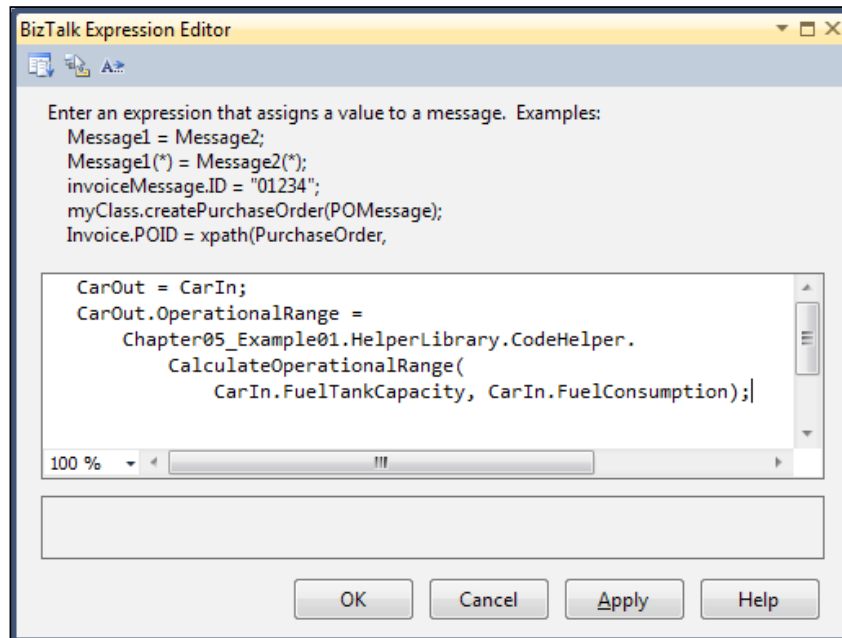 BizTalk Expression Editor
A
Enter an expression that assigns a value to a message.  Examples:
Message1 = Message2;
Message1(*) = Message2(*);
invoiceMessage.ID = "01234";
myClass.createPurchaseOrder(POMessage);
Invoice.POID = xpath(PurchaseOrder,
CarOut = CarIn;
CarOut.OperationalRange =
Chapter05_Example01.HelperLibrary.CodeHelper.
CalculateOperationalRange(
CarIn.FuelTankCapacity, CarIn.FuelConsumption);
100 %
OK Cancel Apply Help